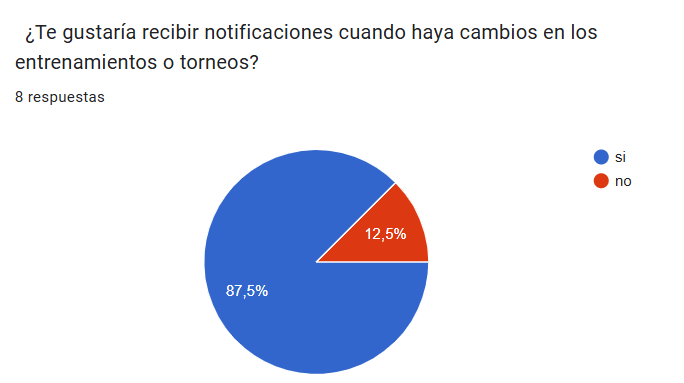 ¿Te gustaría recibir notificaciones cuando haya cambios en los
entrenamientos o torneos?
8 respuestas
si
no
12,5%
87,5%